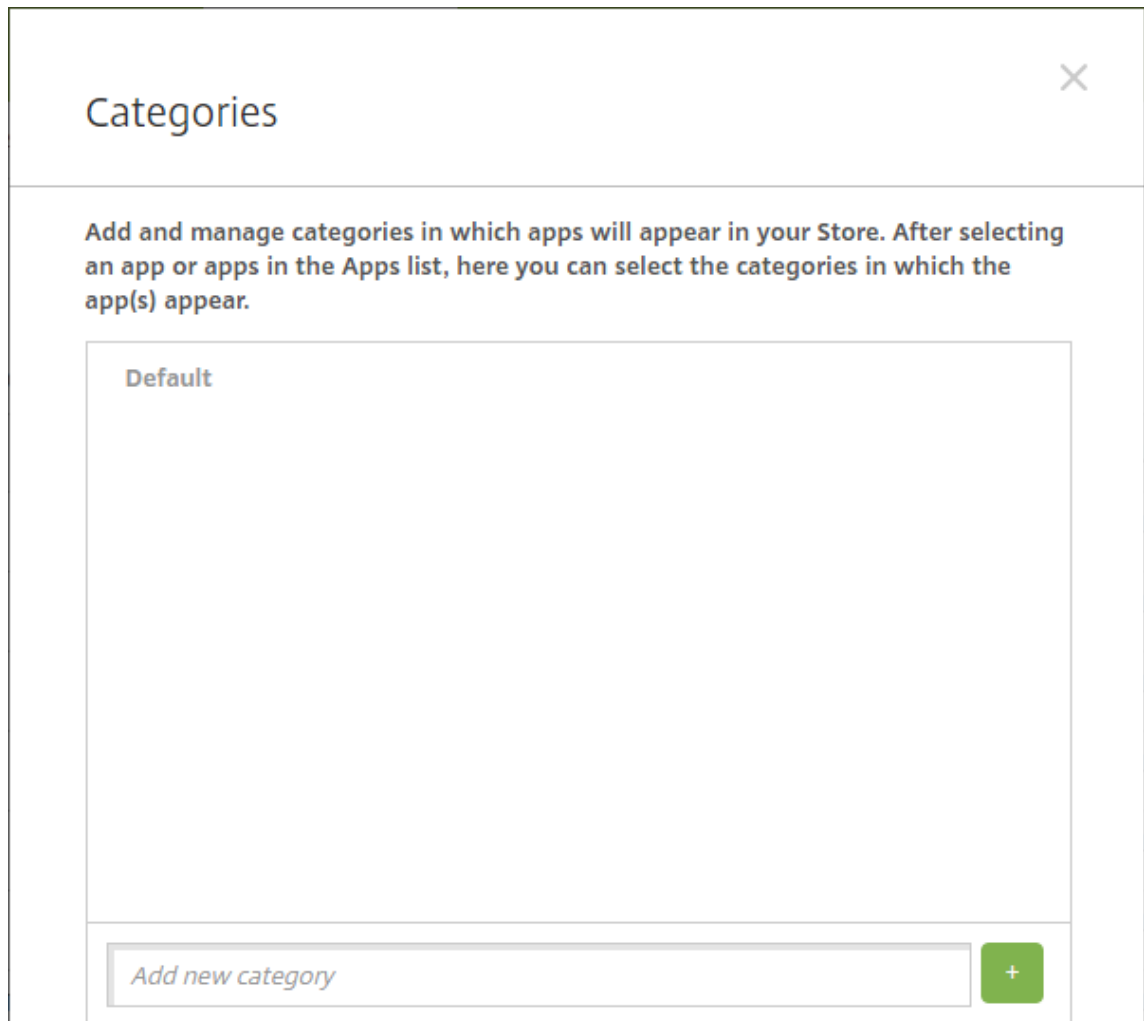 Categories
Add and manage categories in which apps will appear in your Store. After selecting
an app or apps in the Apps list, here you can select the categories in which the
app(s) appear.
Default
Add new category
+